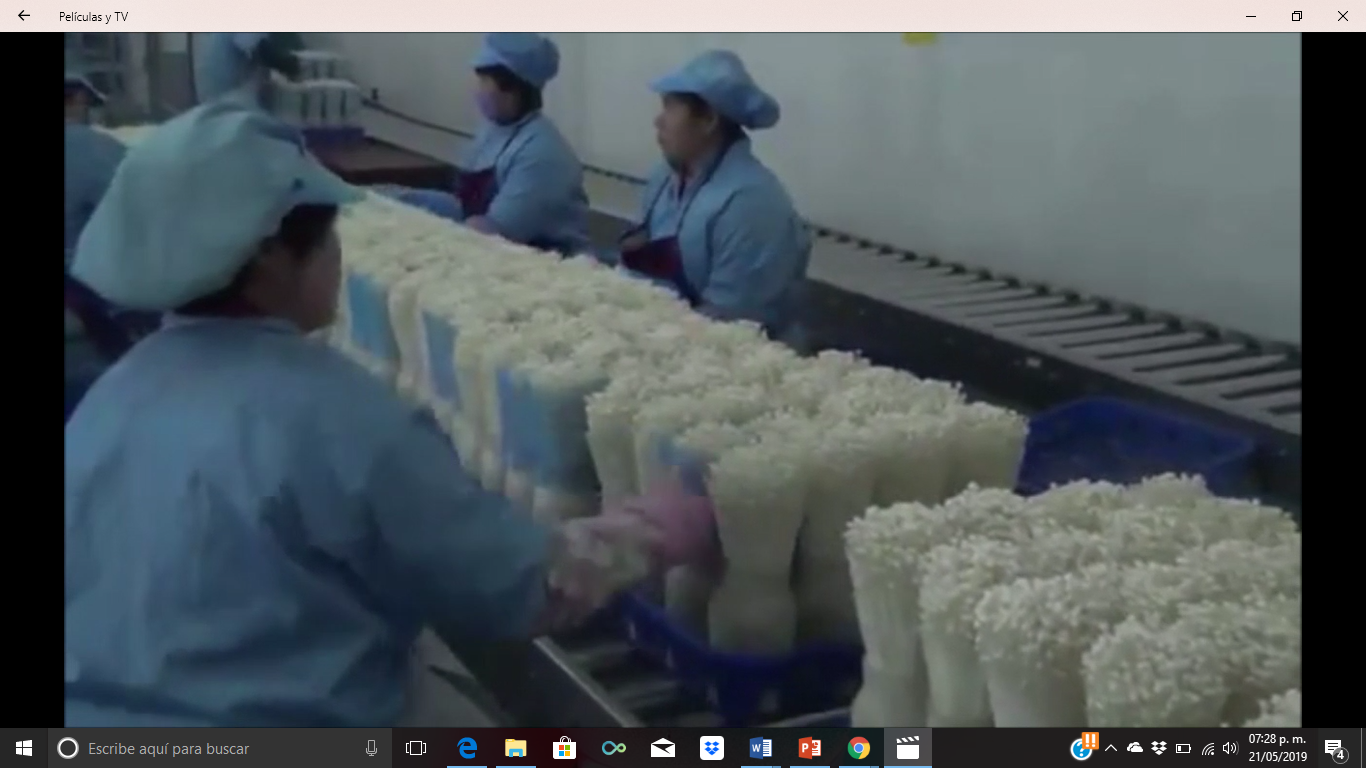 Películas y TV
Escribe aquí para buscar
07:28 p. m.
21/05/2019
4